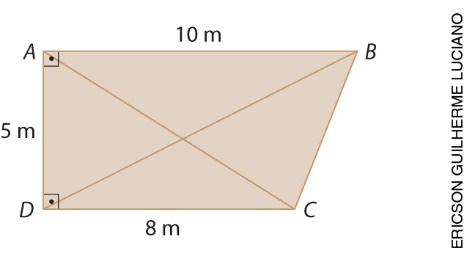 10 m
A
B
5 m
D
C
8 m
ERICSON GUILHERME LUCIANO